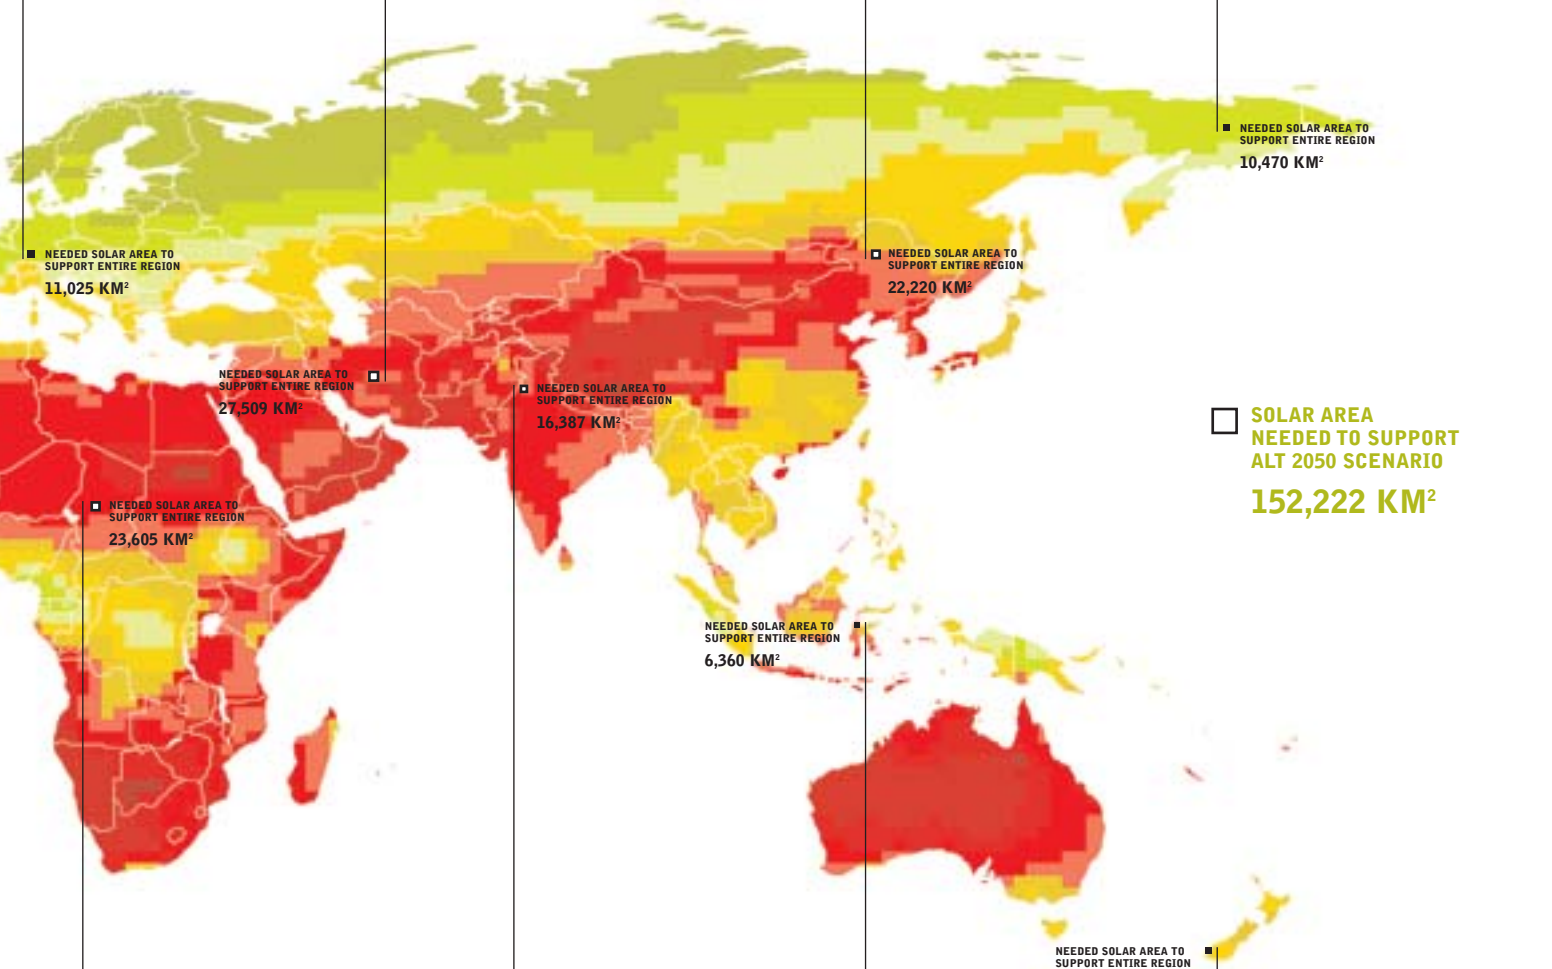 NEEDED SOLAR AREA TO
SUPPORT ENTIRE REGION
10,470 KM²
NEEDED SOLAR AREA TO
SUPPORT ENTIRE REGION
11,025 KM²
NEEDED SOLAR AREA TO
SUPPORT ENTIRE REGION
22,220 KM²
NEEDED SOLAR AREA TO
SUPPORT ENTIRE REGION
27,509 KM²
NEEDED SOLAR AREA TO
SUPPORT ENTIRE REGION
16,387 KM²
SOLAR AREA
NEEDED TO SUPPORT
ALT 2050 SCENARIO
152,222 KM²
NEEDED SOLAR AREA TO
SUPPORT ENTIRE REGION
23,605 KM²
NEEDED SOLAR AREA TO
SUPPORT ENTIRE REGION
6,360 KM²
NEEDED SOLAR AREA TO
SUPPORT ENTIRE REGION